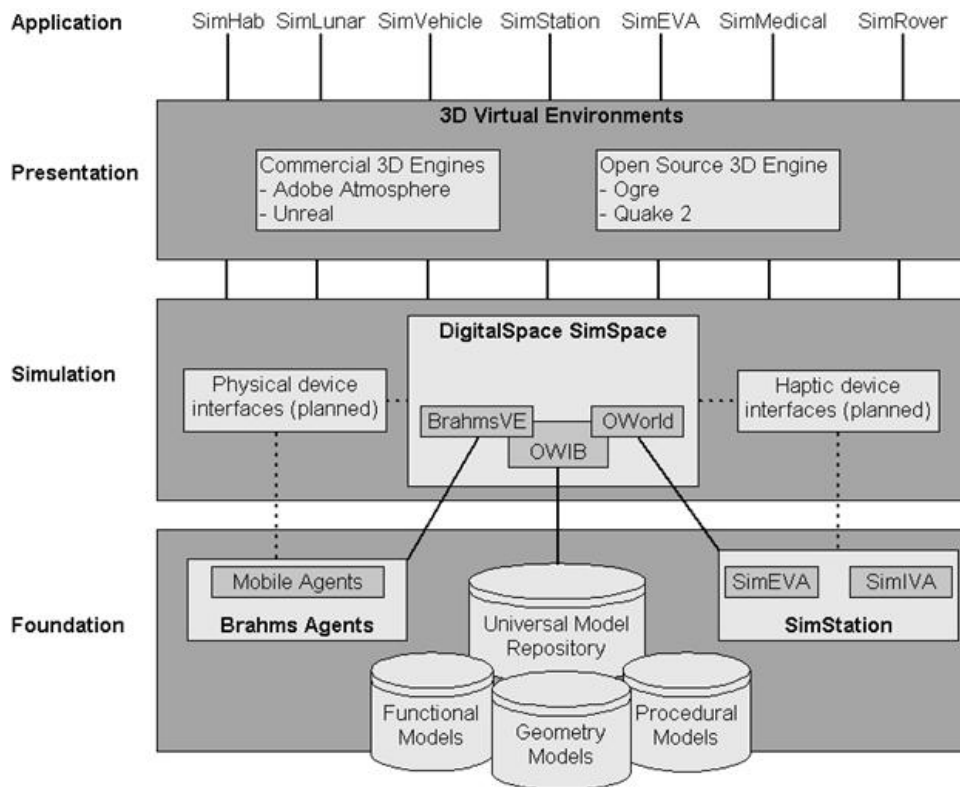 Application
SimHab SimLunar SimVehicle SimStation SimEVA SimMedical SimRover
3D Virtual Environments
Presentation
Commercial 3D Engines
- Adobe Atmosphere
- Unreal
Open Source 3D Engine
- Ogre
- Quake 2
Simulation
DigitalSpace SimSpace
Physical device
interfaces (planned)
BrahmsVE
OWIB
OWorld
Haptic device
interfaces (planned)
Foundation
Mobile Agents
Brahms Agents
Universal Model
Repository
SimEVA
SimIVA
SimStation
Functional
Models
Geometry
Models
Procedural
Models